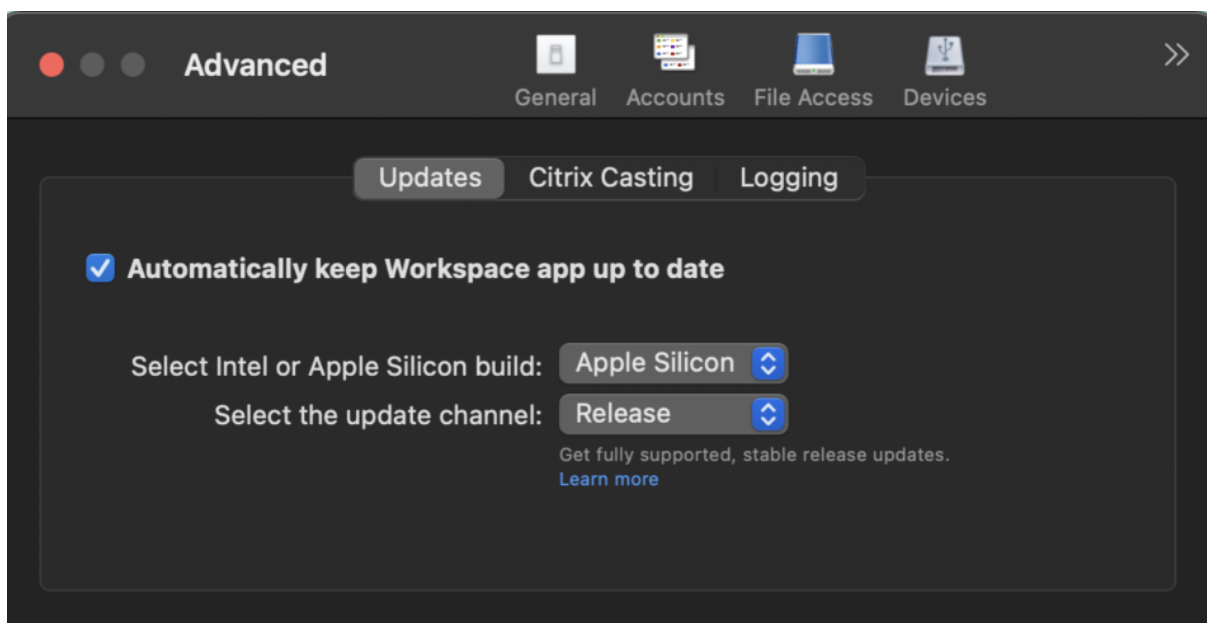 Advanced
General Accounts File Access Devices
Updates Citrix Casting Logging
Automatically keep Workspace app up to date
Select Intel or Apple Silicon build: Apple Silicon
Select the update channel: Release
Get fully supported, stable release updates.
Learn more